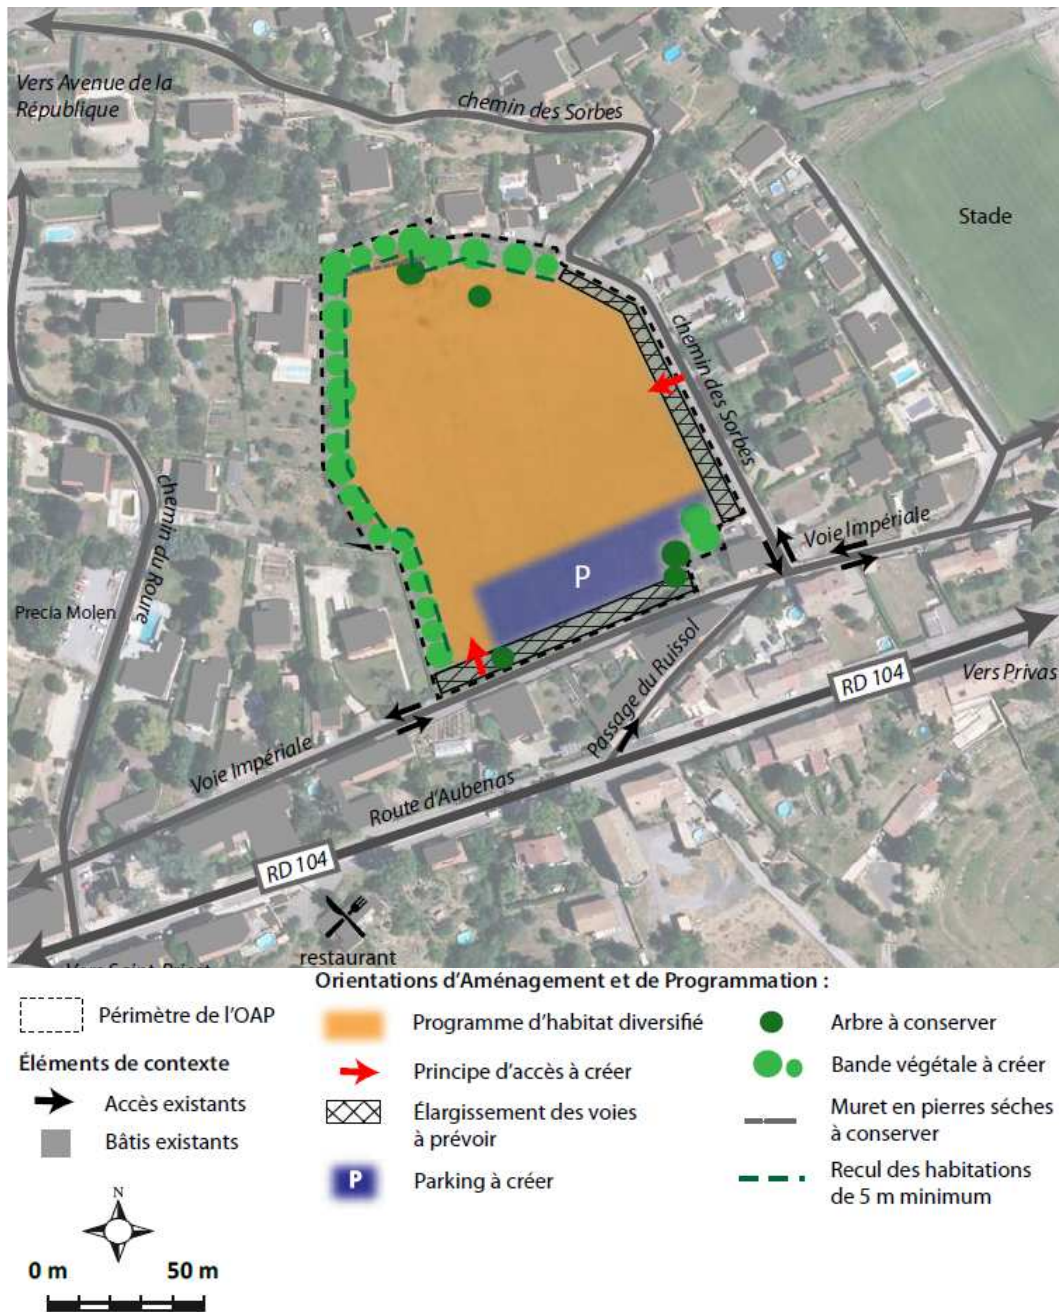 Vers Avenue de la
République
chemin des Sorbes
Stade
chemin des Sorbes
chemin du Roure
Voie Impériale
P
Precia Molen
Passage du Ruissol
RD 104
Vers Privas
Voie Impériale
Route d'Aubenas
RD 104
restaurant
Vers Saint-Priest
Orientations d'Aménagement et de Programmation :
Périmètre de l'OAP
Programme d'habitat diversifié
Arbre à conserver
Éléments de contexte
Principe d'accès à créer
Bande végétale à créer
Accès existants
Élargissement des voies
à prévoir
Muret en pierres séches
à conserver
Bâtis existants
P
Parking à créer
Recul des habitations
de 5 m minimum
N
0 m
50 m